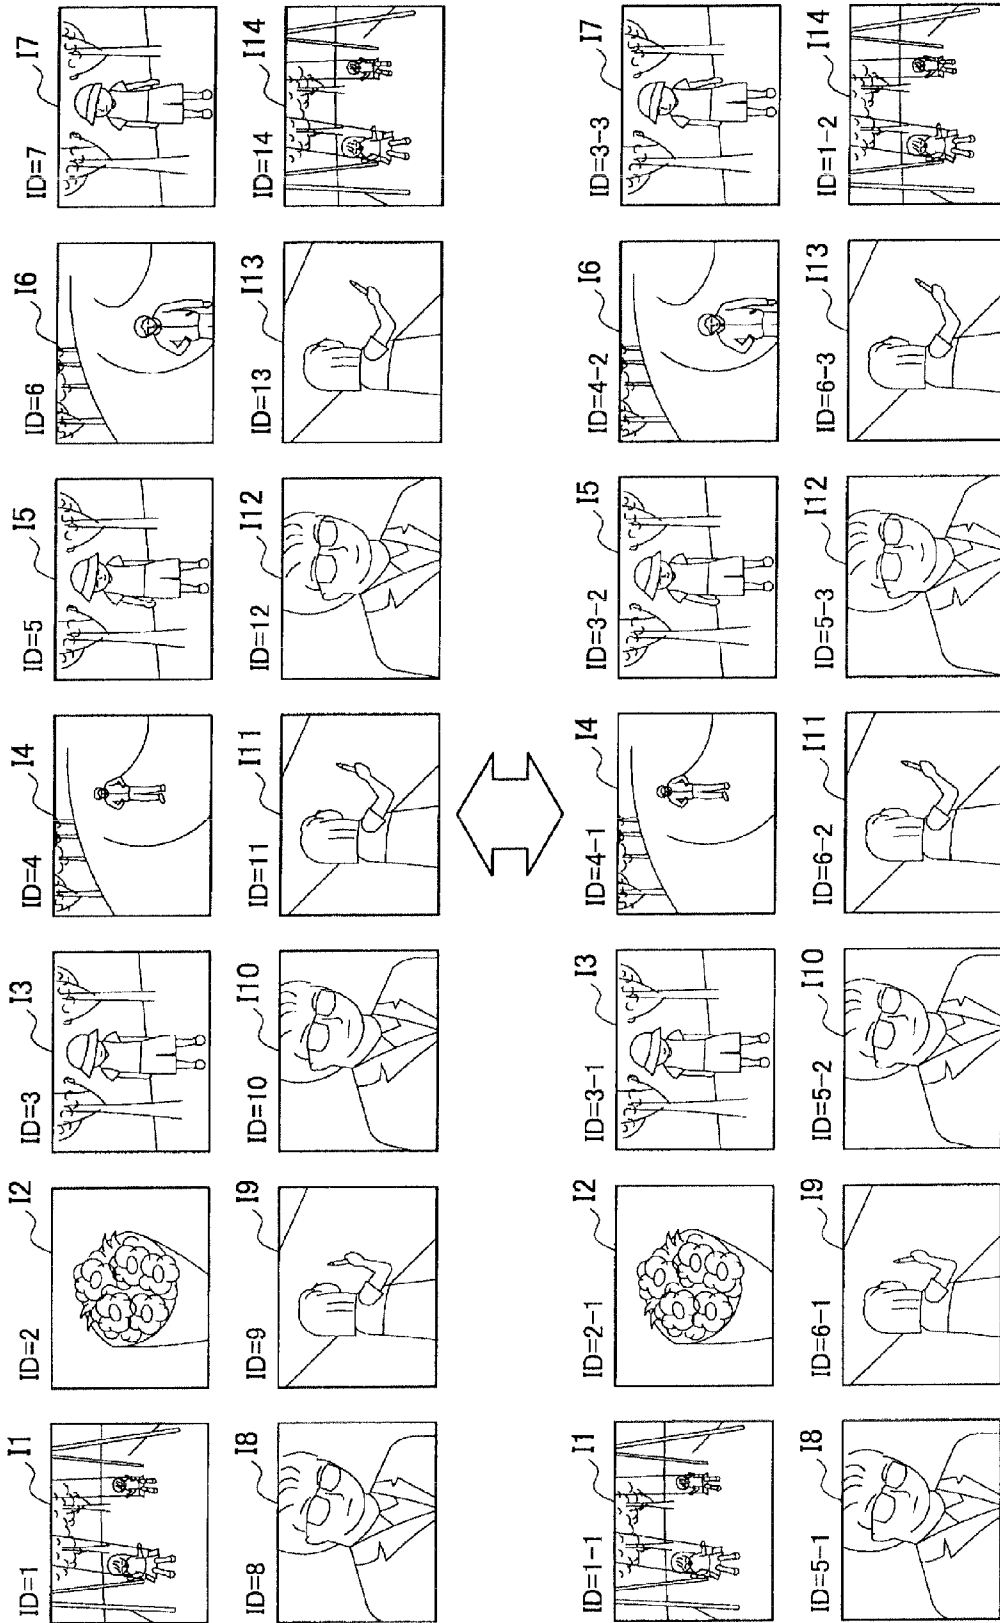 ID=1 I1 ID=2 I2 ID=3 I3 ID=4 I4 ID=5 I5 ID=6 I6 ID=7 I7
ID=8 I8 ID=9 I9 ID=10 I10 ID=11 I11 ID=12 I12 ID=13 I13 ID=14 I14
ID=1-1 I1 ID=2-1 I2 ID=3-1 I3 ID=4-1 I4 ID=3-2 I5 ID=4-2 I6 ID=3-3 I7
ID=5-1 I8 ID=6-1 I9 ID=5-2 I10 ID=6-2 I11 ID=5-3 I12 ID=6-3 I13 ID=1-2 I14